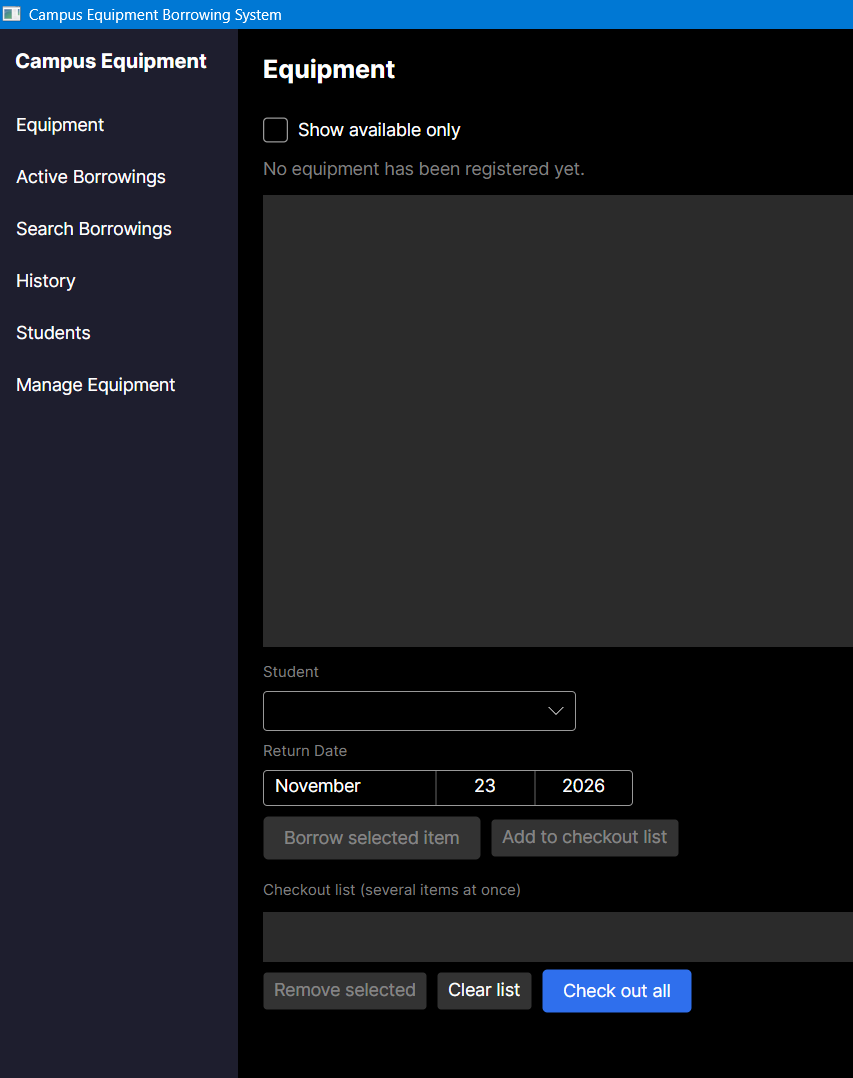 Campus Equipment Borrowing System
Campus Equipment
Equipment
Active Borrowings
Search Borrowings
History
Students
Manage Equipment
Equipment
Show available only
No equipment has been registered yet.
Student
Return Date
November 23 2026
Borrow selected item Add to checkout list
Checkout list (several items at once)
Remove selected Clear list Check out all